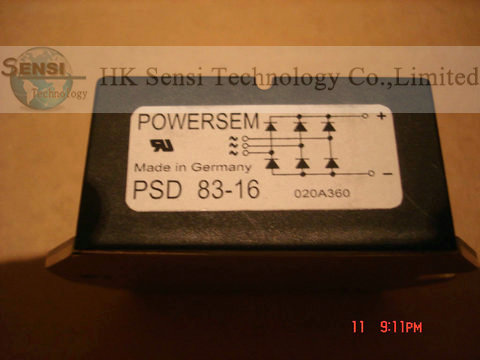 SENSI
Technology
HK Sensi Technology Co.,Limited
POWERSEM
Made in Germany
PSD 83-16
020A360
~
~
~
+
−
11 9:11PM